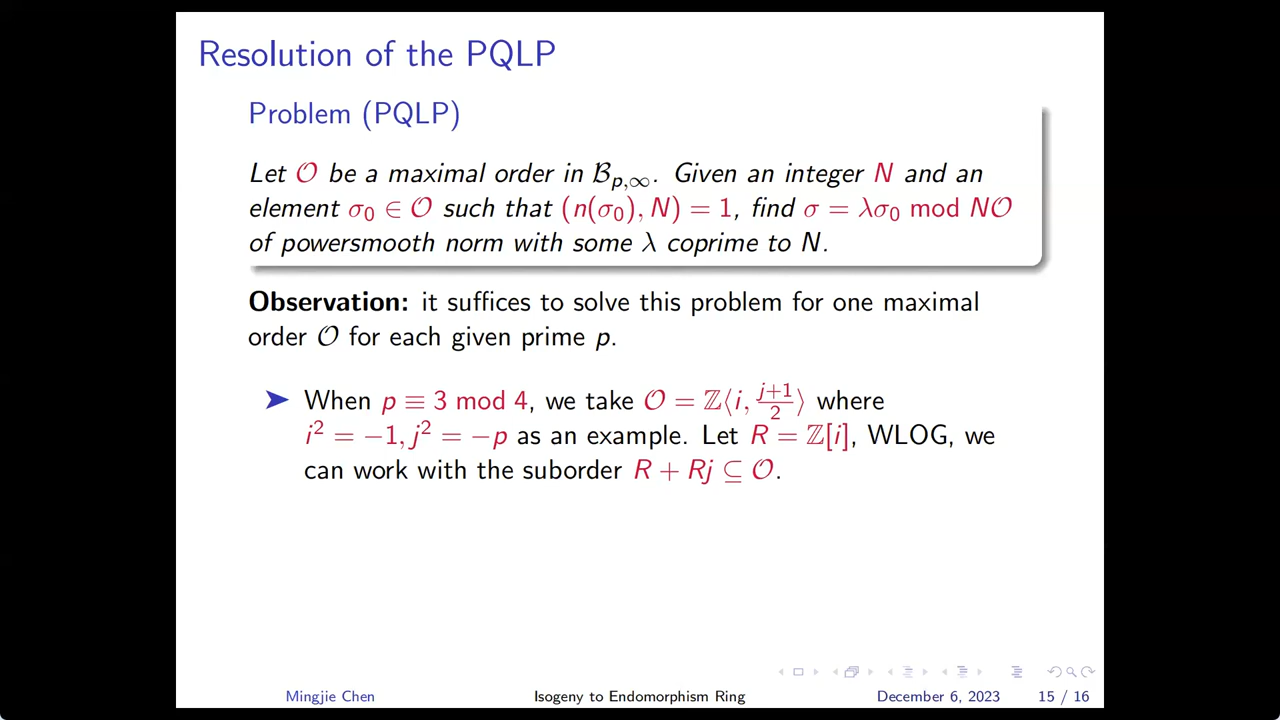 Resolution of the PQLP
Problem (PQLP)
Let 𝒪 be a maximal order in ℬₚ,∞. Given an integer N and an
element σ₀ ∈ 𝒪 such that (n(σ₀), N) = 1, find σ = λσ₀ mod N𝒪
of powersmooth norm with some λ coprime to N.
Observation: it suffices to solve this problem for one maximal
order 𝒪 for each given prime p.
➤ When p ≡ 3 mod 4, we take 𝒪 = ℤ⟨i, (j+1)/2⟩ where
i² = −1, j² = −p as an example. Let R = ℤ[i], WLOG, we
can work with the suborder R + Rj ⊆ 𝒪.
Mingjie Chen Isogeny to Endomorphism Ring December 6, 2023 15 / 16